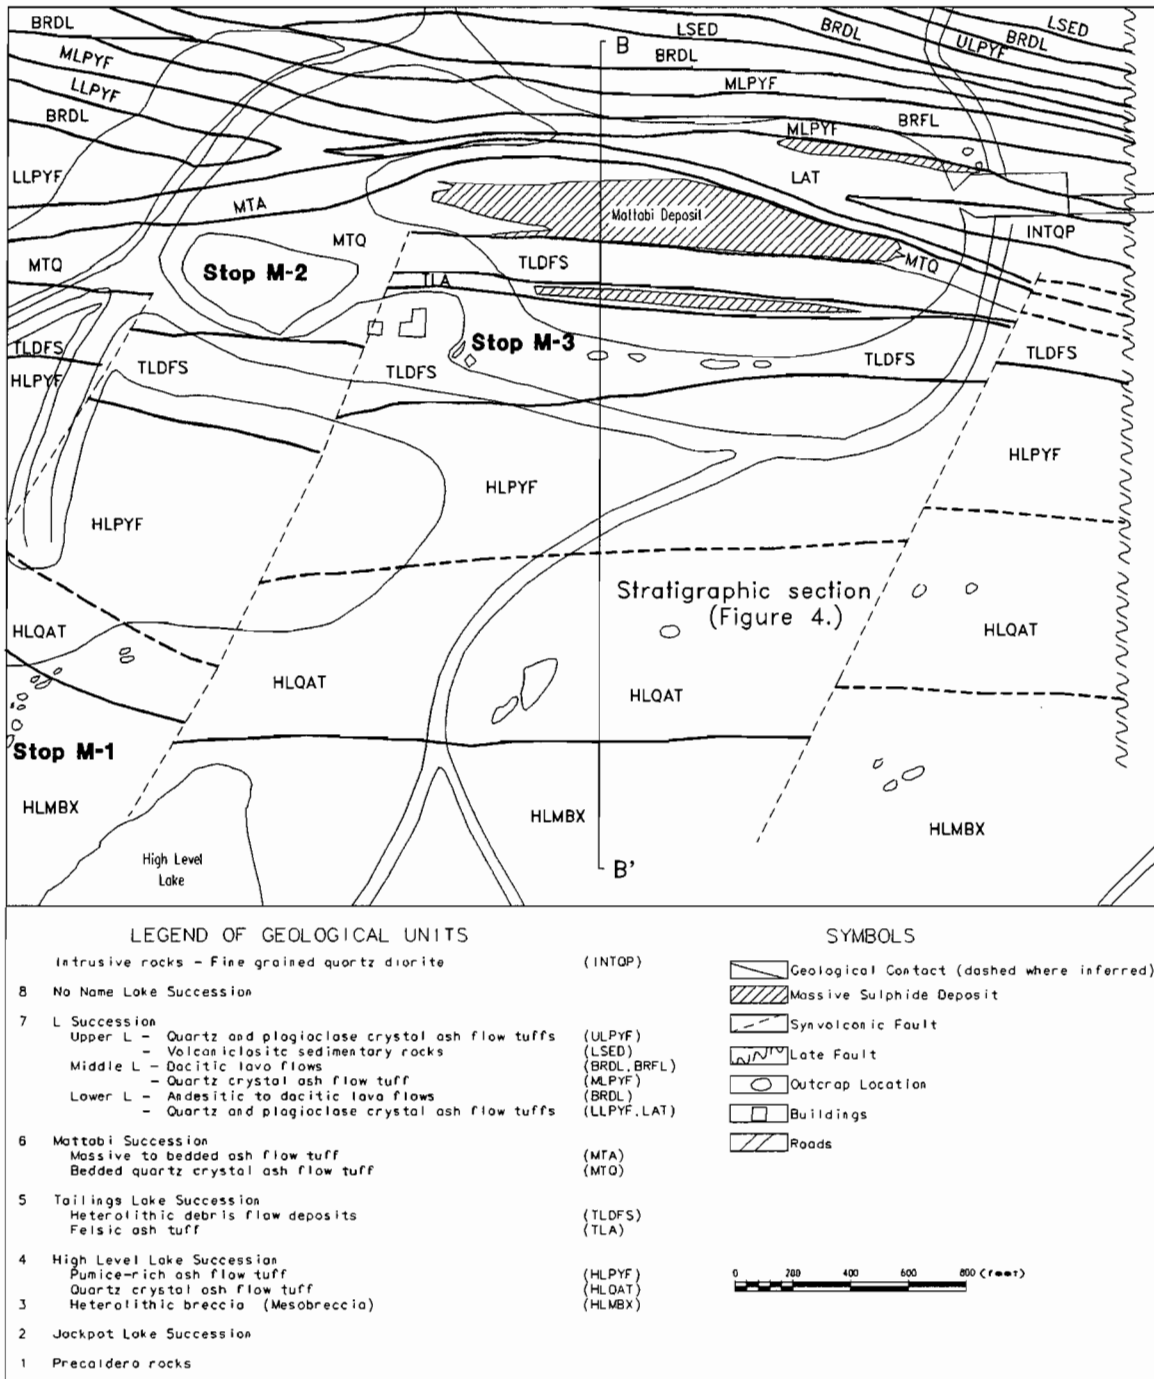 BRDL
LSED
BRDL
LSED
BRDL
ULPYF
B
BRDL
MLPYF
MLPYF
LLPYF
BRDL
MLPYF
BRFL
LLPYF
LAT
MTA
Mattabi Deposit
MTQ
INTQP
MTQ
Stop M-2
TLDFS
MTQ
TLA
TLDFS
Stop M-3
TLDFS
HLPYF
TLDFS
TLDFS
TLDFS
HLPYF
HLPYF
HLPYF
Stratigraphic section
(Figure 4.)
HLQAT
HLQAT
HLQAT
HLQAT
Stop M-1
HLMBX
HLMBX
HLMBX
High Level
Lake
B'
LEGEND OF GEOLOGICAL UNITS
Intrusive rocks - Fine grained quartz diorite (INTQP)
8 No Name Lake Succession
7 L Succession
Upper L - Quartz and plagioclase crystal ash flow tuffs (ULPYF)
- Volcaniclasitc sedimentary rocks (LSED)
Middle L - Dacitic lava flows (BRDL,BRFL)
- Quartz crystal ash flow tuff (MLPYF)
Lower L - Andesitic to dacitic lava flows (BRDL)
- Quartz and plagioclase crystal ash flow tuffs (LLPYF,LAT)
6 Mattabi Succession
Massive to bedded ash flow tuff (MTA)
Bedded quartz crystal ash flow tuff (MTQ)
5 Tailings Lake Succession
Heterolithic debris flow deposits (TLDFS)
Felsic ash tuff (TLA)
4 High Level Lake Succession
Pumice-rich ash flow tuff (HLPYF)
Quartz crystal ash flow tuff (HLQAT)
3 Heterolithic breccia (Mesobreccia) (HLMBX)
2 Jackpot Lake Succession
1 Precaldera rocks
SYMBOLS
Geological Contact (dashed where inferred)
Massive Sulphide Deposit
Synvolconic Fault
Late Fault
Outcrop Location
Buildings
Roads
0 200 400 600 800 (feet)